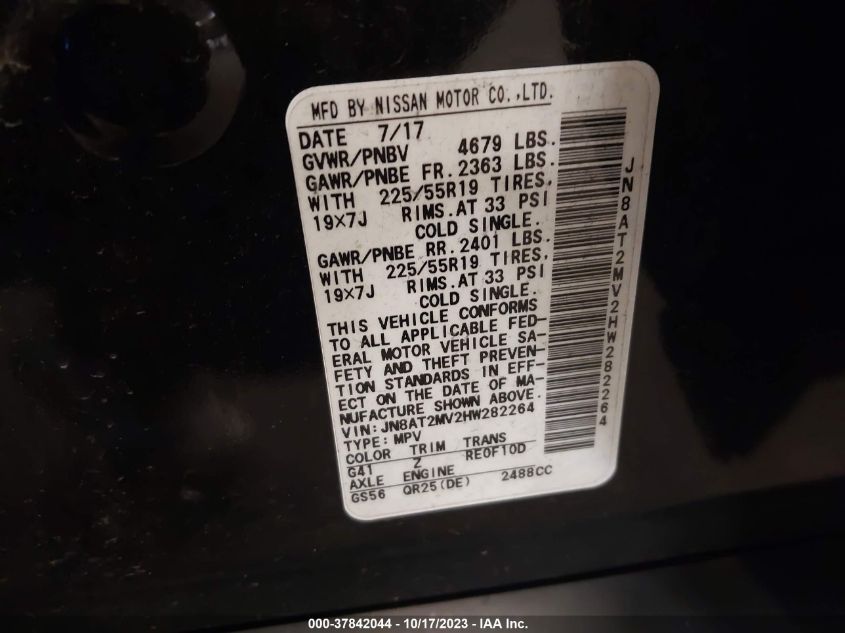 MFD BY NISSAN MOTOR CO.,LTD.
DATE 7/17
GVWR/PNBV 4679 LBS.
GAWR/PNBE FR.2363 LBS.
WITH 225/55R19 TIRES,
19×7J RIMS.AT 33 PSI
COLD SINGLE.
GAWR/PNBE RR.2401 LBS.
WITH 225/55R19 TIRES,
19×7J RIMS.AT 33 PSI
COLD SINGLE.
THIS VEHICLE CONFORMS
TO ALL APPLICABLE FED-
ERAL MOTOR VEHICLE SA-
FETY AND THEFT PREVEN-
TION STANDARDS IN EFF-
ECT ON THE DATE OF MA-
NUFACTURE SHOWN ABOVE.
VIN:JN8AT2MV2HW282264
TYPE:MPV
COLOR TRIM TRANS
G41 Z RE0F10D
AXLE ENGINE
GS56 QR25(DE) 2488CC
JN8AT2MV2HW282264
000-37842044 - 10/17/2023 - IAA Inc.